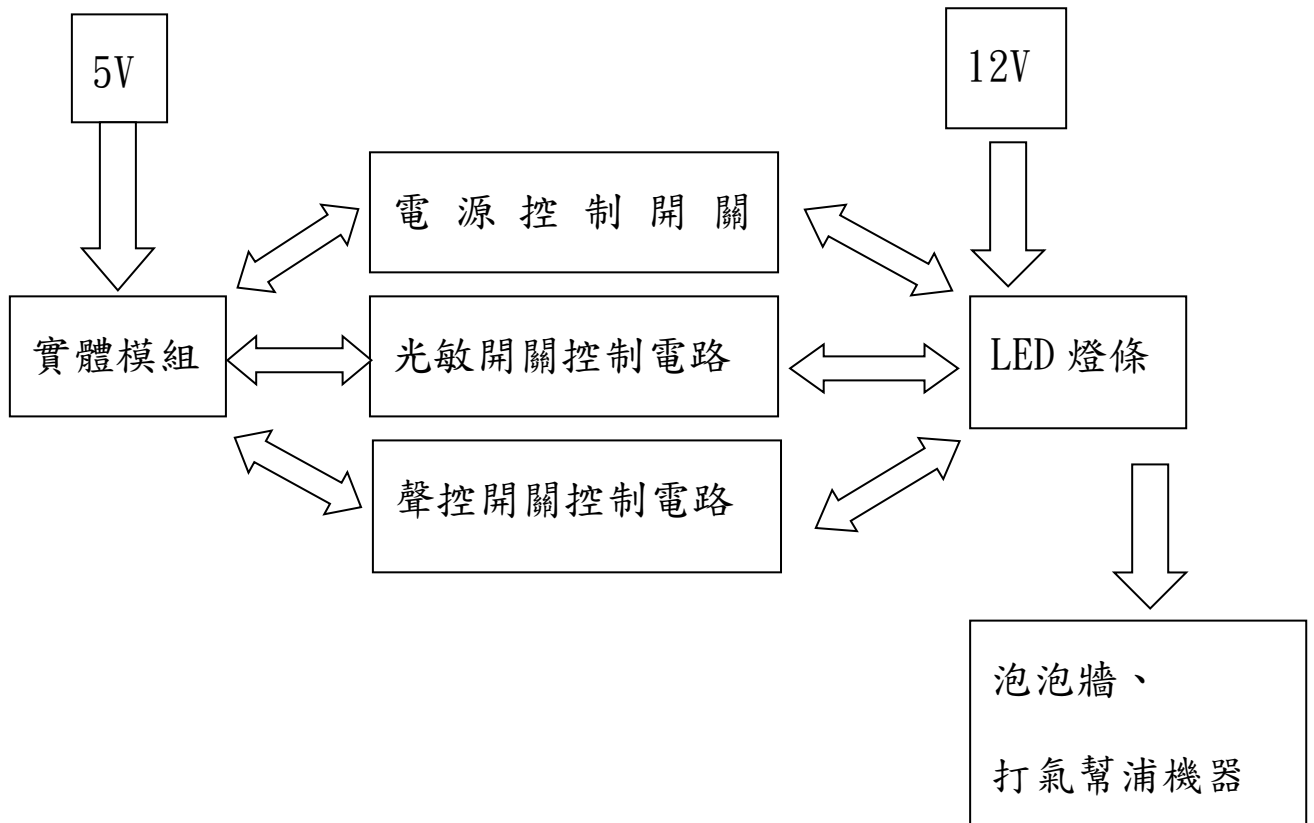 5V
12V
電源控制開關
實體模組
光敏開關控制電路
LED 燈條
聲控開關控制電路
泡泡牆、
打氣幫浦機器